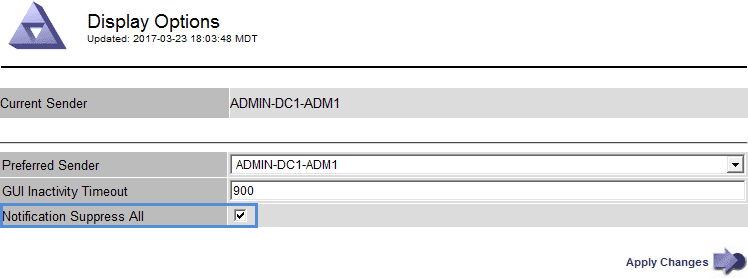 Display Options
Updated: 2017-03-23 18:03:48 MDT
Current Sender ADMIN-DC1-ADM1
Preferred Sender ADMIN-DC1-ADM1
GUI Inactivity Timeout 900
Notification Suppress All
Apply Changes